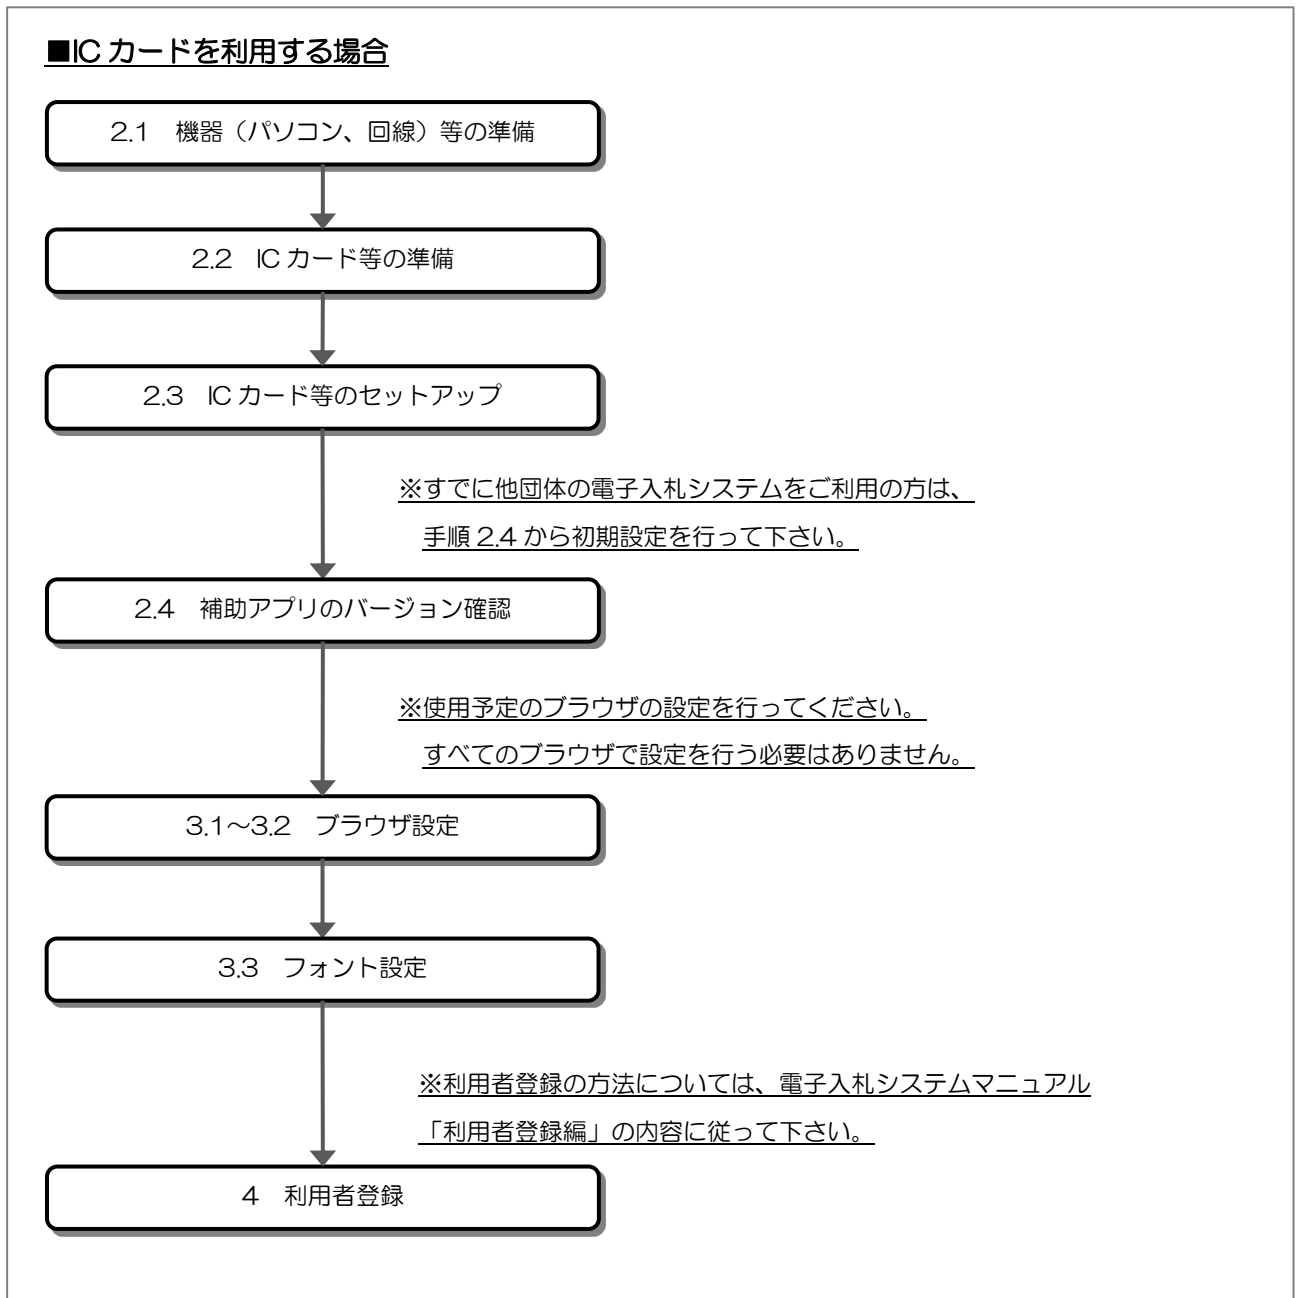 ■IC カードを利用する場合
2.1　機器（パソコン、回線）等の準備
2.2　IC カード等の準備
2.3　IC カード等のセットアップ
※すでに他団体の電子入札システムをご利用の方は、
手順 2.4 から初期設定を行って下さい。
2.4　補助アプリのバージョン確認
※使用予定のブラウザの設定を行ってください。
すべてのブラウザで設定を行う必要はありません。
3.1～3.2　ブラウザ設定
3.3　フォント設定
※利用者登録の方法については、電子入札システムマニュアル
「利用者登録編」の内容に従って下さい。
4　利用者登録